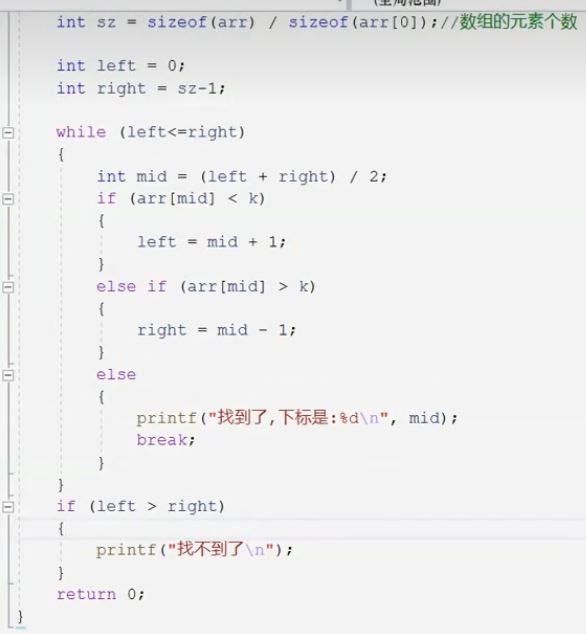 (全局范围)
int sz = sizeof(arr) / sizeof(arr[0]);//数组的元素个数
int left = 0;
int right = sz-1;
while (left<=right)
{
int mid = (left + right) / 2;
if (arr[mid] < k)
{
left = mid + 1;
}
else if (arr[mid] > k)
{
right = mid - 1;
}
else
{
printf("找到了,下标是:%d\n", mid);
break;
}
}
if (left > right)
{
printf("找不到了\n");
}
return 0;
}